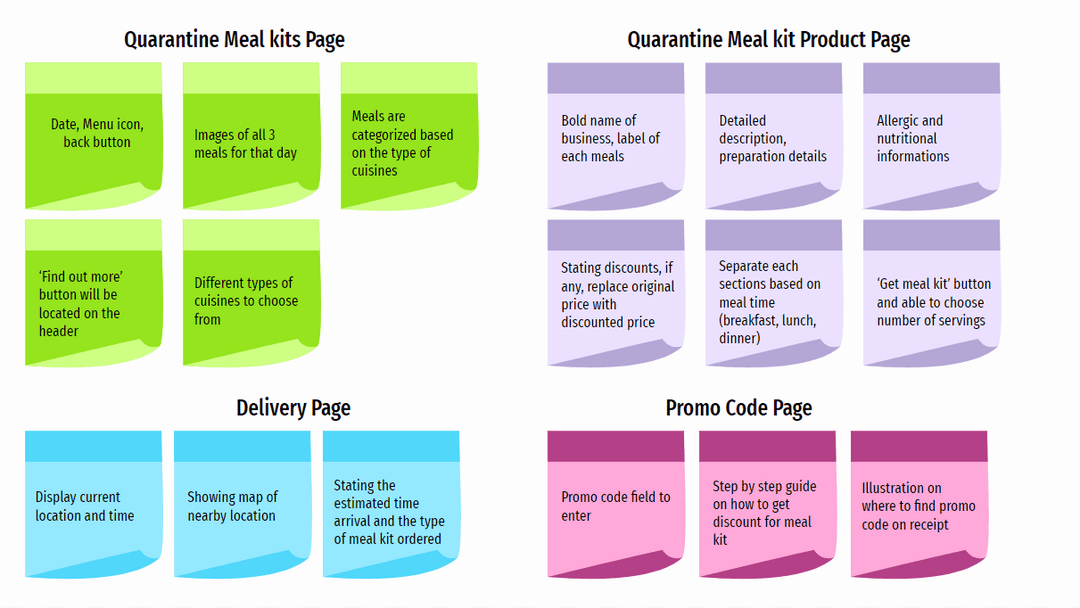 Quarantine Meal kits Page
Date, Menu icon,
back button
Images of all 3
meals for that day
Meals are
categorized based
on the type of
cuisines
‘Find out more’
button will be
located on the
header
Different types of
cuisines to choose
from
Quarantine Meal kit Product Page
Bold name of
business, label of
each meals
Detailed
description,
preparation details
Allergic and
nutritional
informations
Stating discounts, if
any, replace original
price with
discounted price
Separate each
sections based on
meal time
(breakfast, lunch,
dinner)
‘Get meal kit’ button
and able to choose
number of servings
Delivery Page
Display current
location and time
Showing map of
nearby location
Stating the
estimated time
arrival and the type
of meal kit ordered
Promo Code Page
Promo code field to
enter
Step by step guide
on how to get
discount for meal
kit
Illustration on
where to find promo
code on receipt